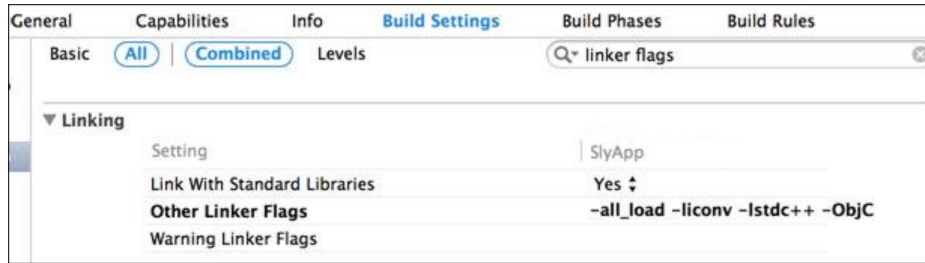 General Capabilities Info Build Settings Build Phases Build Rules
Basic All Combined Levels linker flags
Linking
Setting SlyApp
Link With Standard Libraries Yes
Other Linker Flags -all_load -liconv -lstdc++ -ObjC
Warning Linker Flags